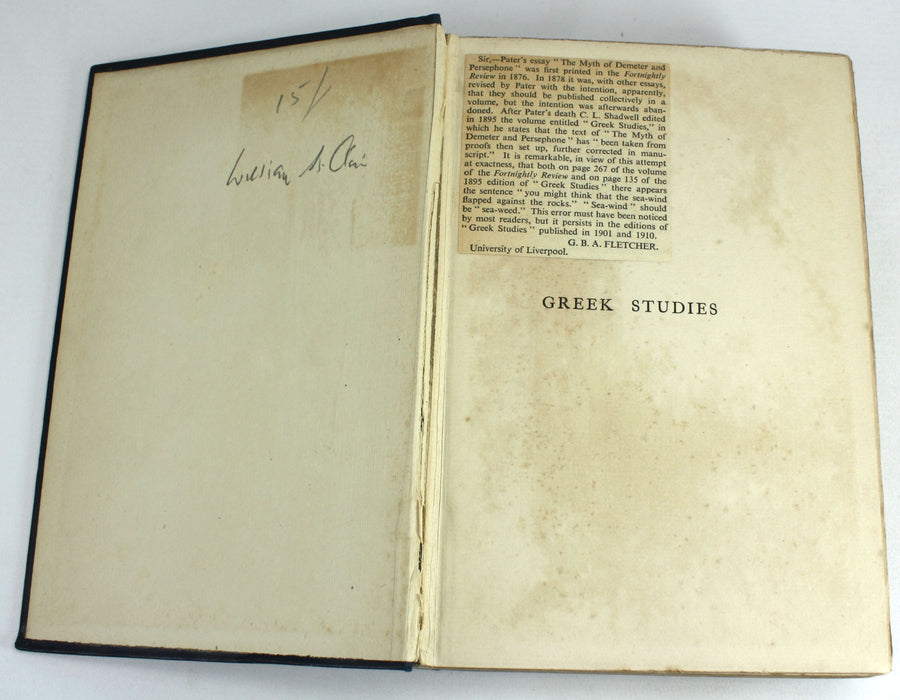 15/
William St. Clair
Sir,—Pater's essay " The Myth of Demeter and
Persephone " was first printed in the Fortnightly
Review in 1876. In 1878 it was, with other essays,
revised by Pater with the intention, apparently,
that they should be published collectively in a
volume, but the intention was afterwards aban-
doned. After Pater's death C. L. Shadwell edited
in 1895 the volume entitled " Greek Studies," in
which he states that the text of " The Myth of
Demeter and Persephone " has " been taken from
proofs then set up, further corrected in manu-
script." It is remarkable, in view of this attempt
at exactness, that both on page 267 of the volume
of the Fortnightly Review and on page 135 of the
1895 edition of " Greek Studies " there appears
the sentence " you might think that the sea-wind
flapped against the rocks." " Sea-wind " should
be " sea-weed." This error must have been noticed
by most readers, but it persists in the editions of
" Greek Studies " published in 1901 and 1910.
G. B. A. FLETCHER.
University of Liverpool.
GREEK STUDIES